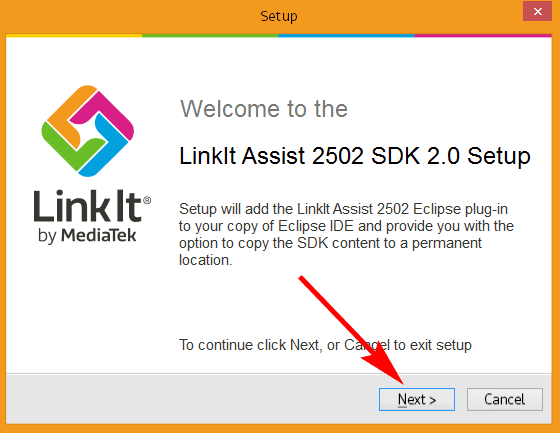 Setup
Welcome to the
LinkIt Assist 2502 SDK 2.0 Setup
LinkIt®
by MediaTek
Setup will add the LinkIt Assist 2502 Eclipse plug-in
to your copy of Eclipse IDE and provide you with the
option to copy the SDK content to a permanent
location.
To continue click Next, or Cancel to exit setup
Next >
Cancel